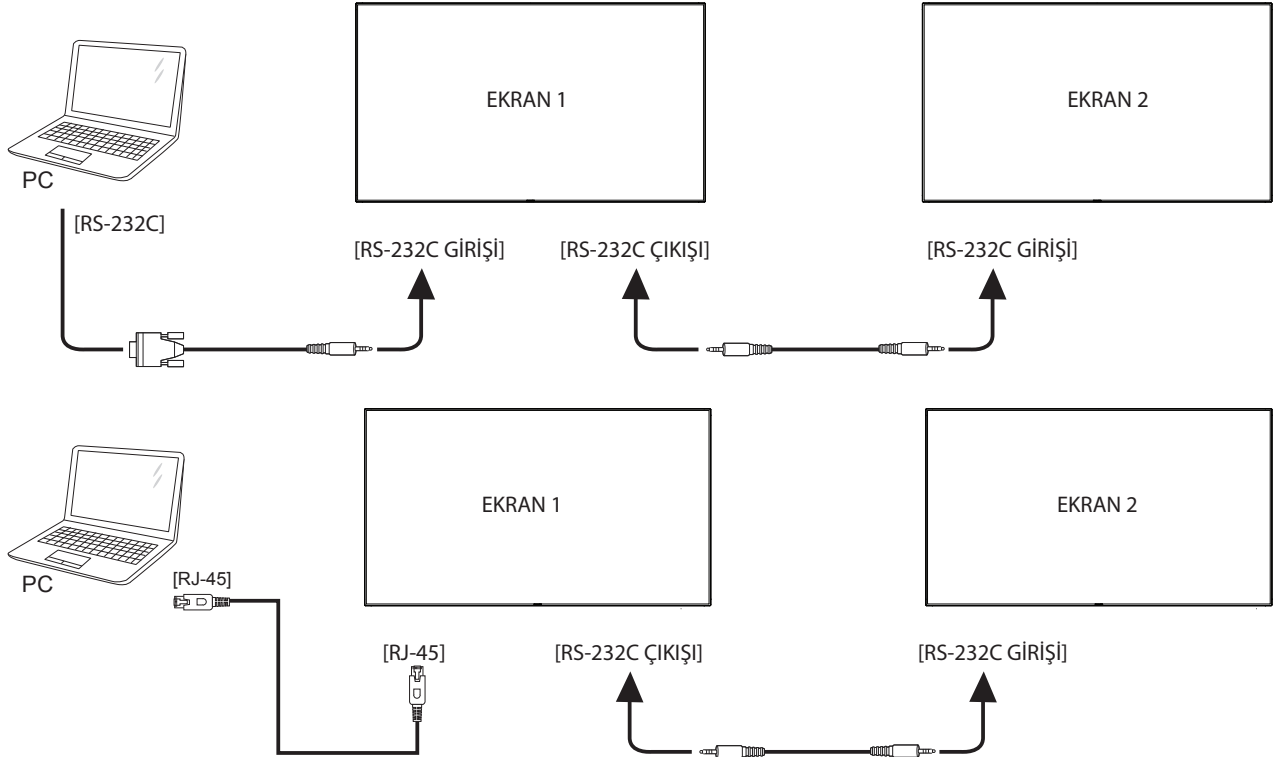 EKRAN 1
EKRAN 2
PC
[RS-232C]
[RS-232C GİRİŞİ]
[RS-232C ÇIKIŞI]
[RS-232C GİRİŞİ]
EKRAN 1
EKRAN 2
PC
[RJ-45]
[RJ-45]
[RS-232C ÇIKIŞI]
[RS-232C GİRİŞİ]